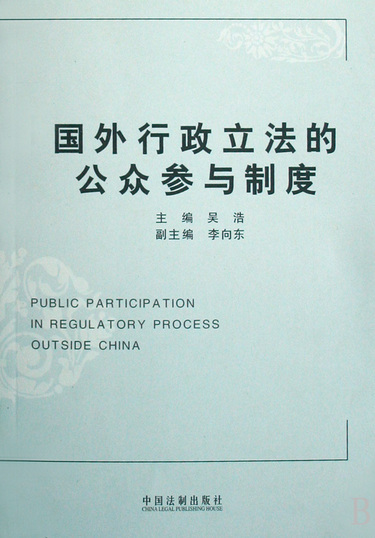 国外行政立法的
公众参与制度
主 编 吴 浩
副主编 李向东
PUBLIC PARTICIPATION
IN REGULATORY PROCESS
OUTSIDE CHINA
中国法制出版社
CHINA LEGAL PUBLISHING HOUSE
B